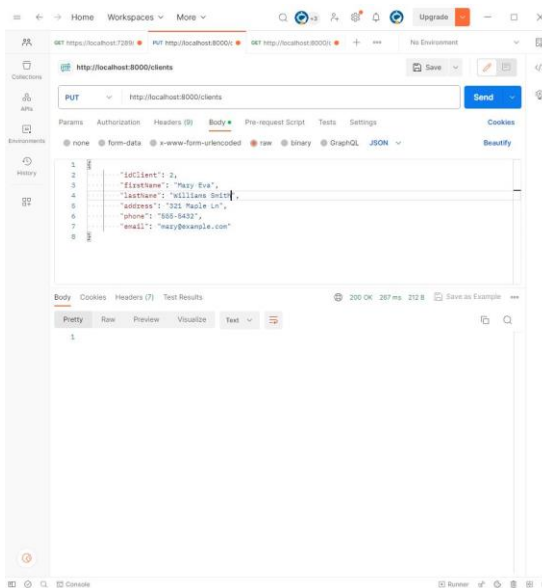 Home Workspaces More Upgrade
GET https://localhost:7289/ PUT http://localhost:8000/c GET http://localhost:8000/c No Environment
http://localhost:8000/clients Save
PUT http://localhost:8000/clients Send
Params Authorization Headers (9) Body Pre-request Script Tests Settings Cookies
none form-data x-www-form-urlencoded raw binary GraphQL JSON Beautify
Collections
APIs
Environments
History
1 {
2 "idClient": 2,
3 "firstName": "Mary Eva",
4 "lastName": "Williams Smith",
5 "address": "321 Maple Ln",
6 "phone": "555-5432",
7 "email": "mary@example.com"
8 }
Body Cookies Headers (7) Test Results 200 OK 267 ms 212 B Save as Example
Pretty Raw Preview Visualize Text
1
Console Runner